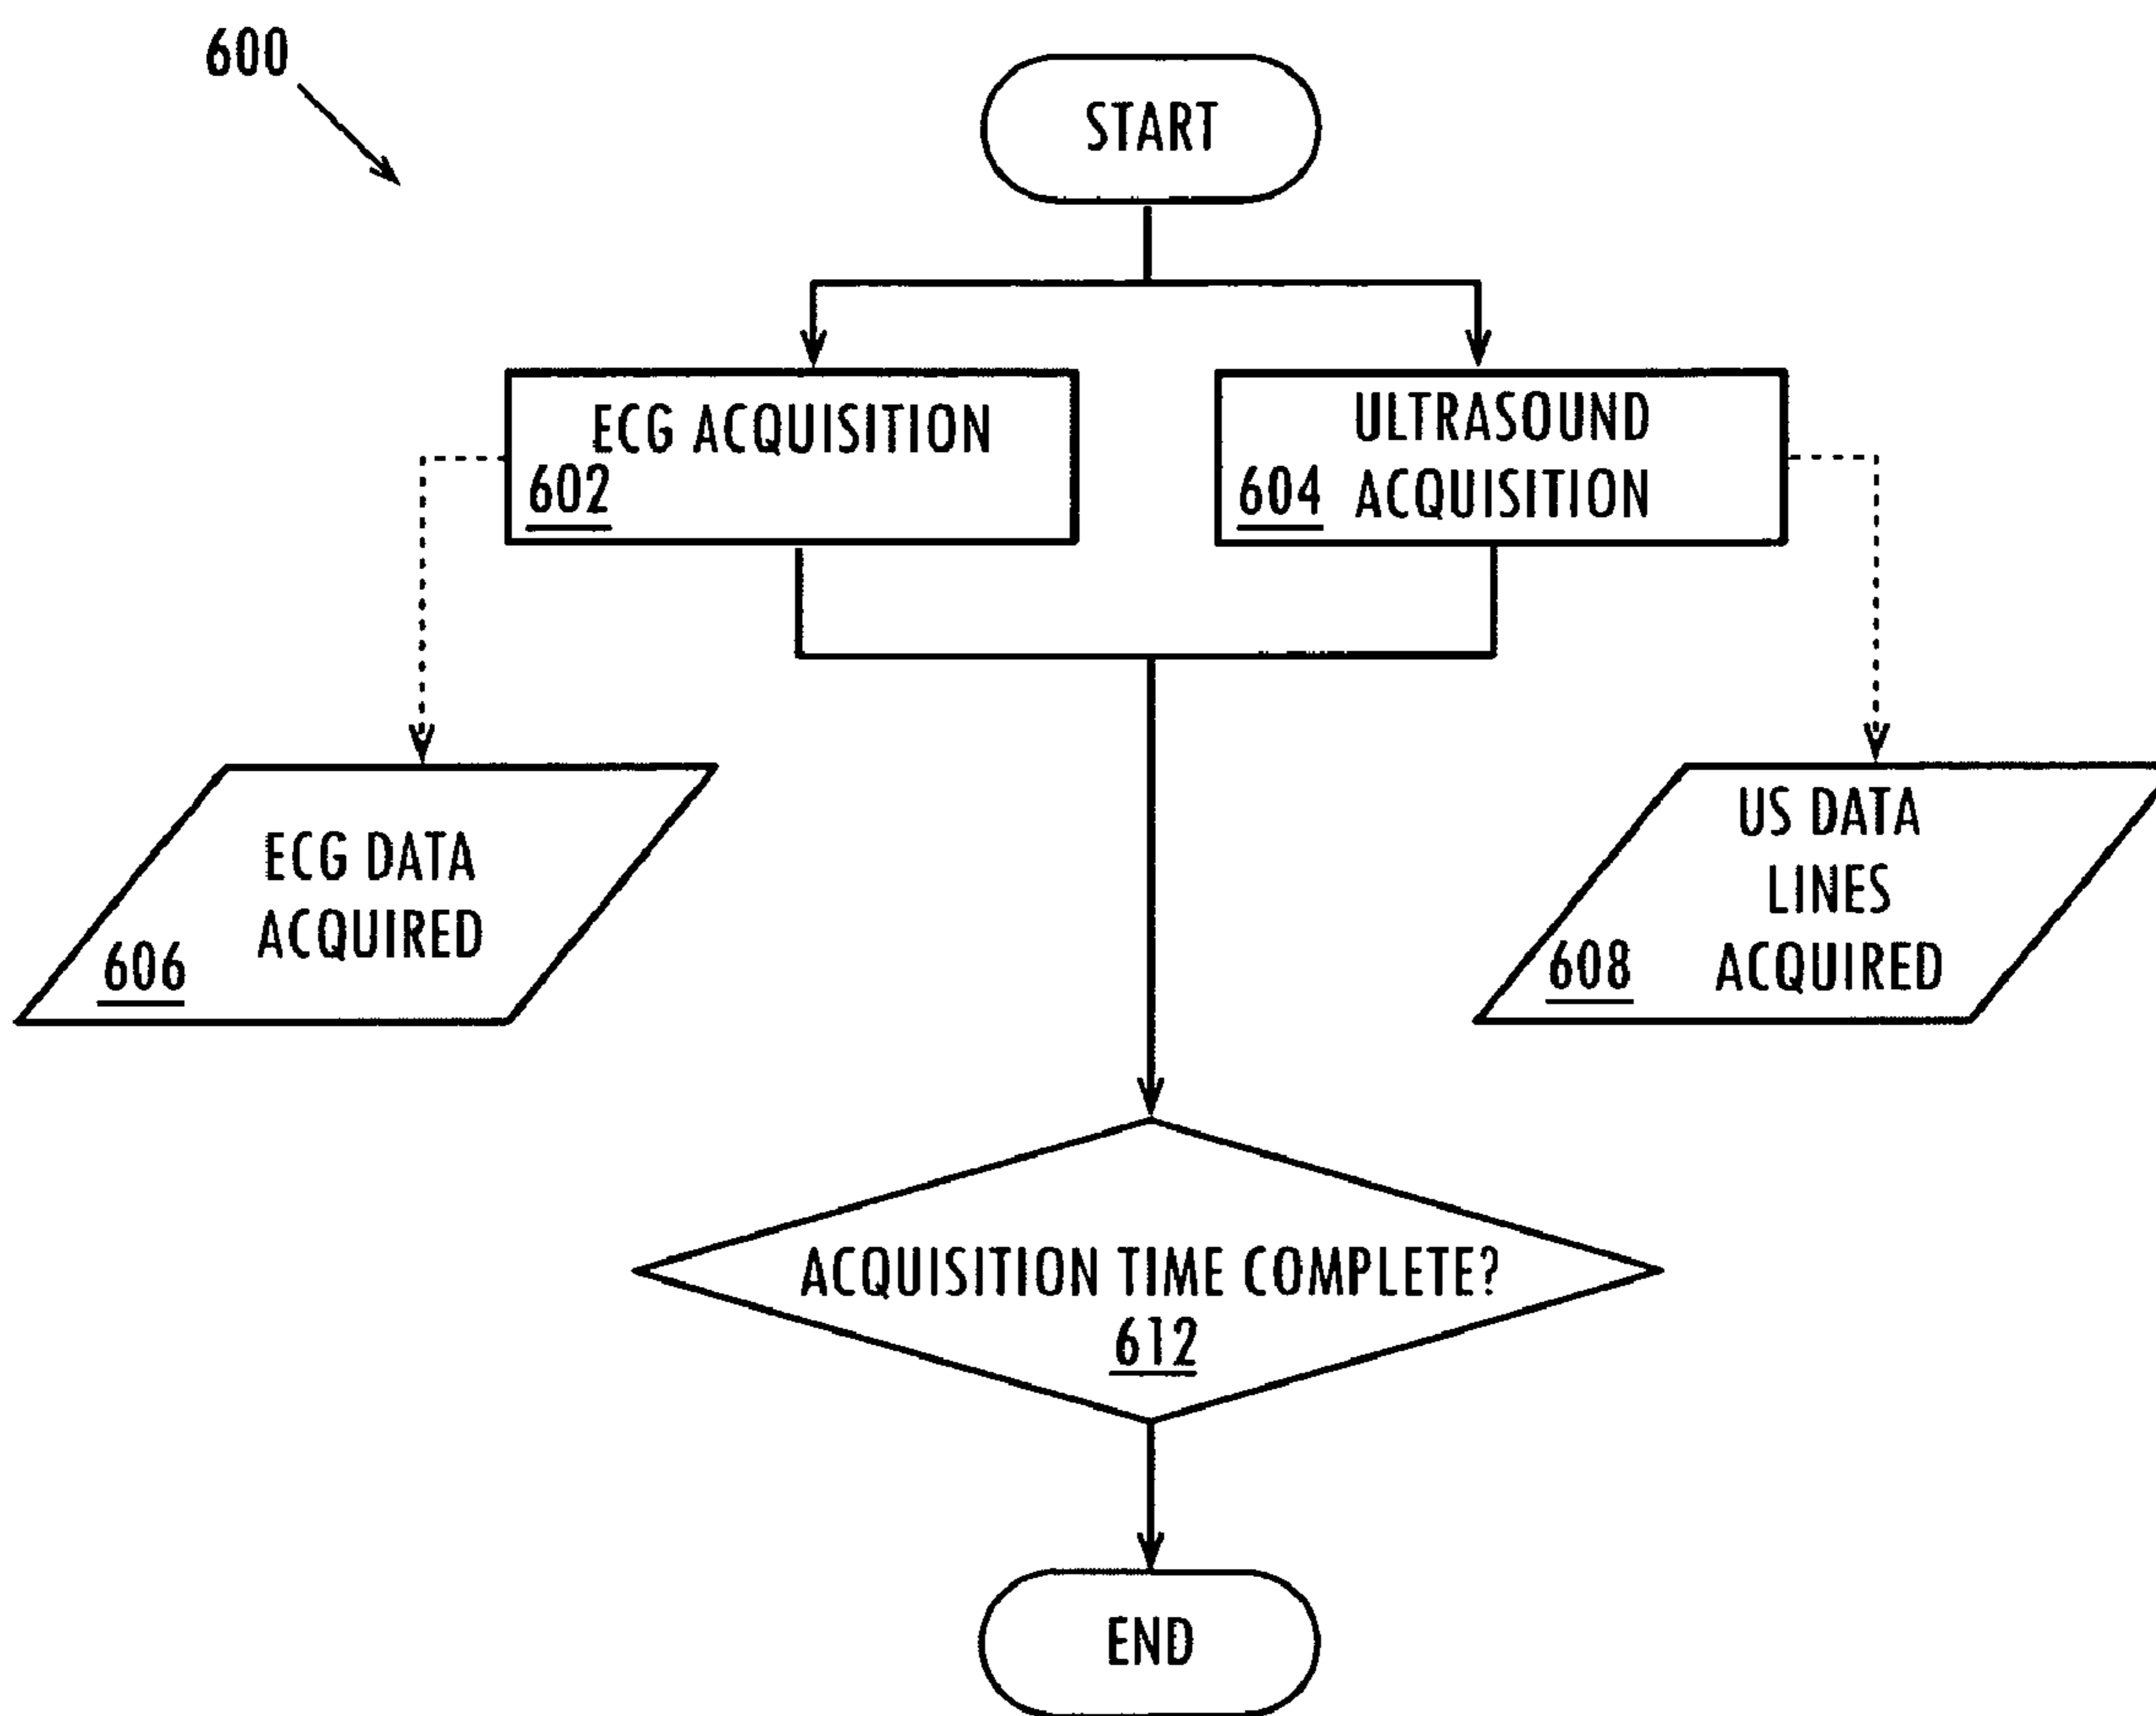 600
START
ECG ACQUISITION
602
ULTRASOUND
604 ACQUISITION
ECG DATA
ACQUIRED
606
US DATA
LINES
608 ACQUIRED
ACQUISITION TIME COMPLETE?
612
END